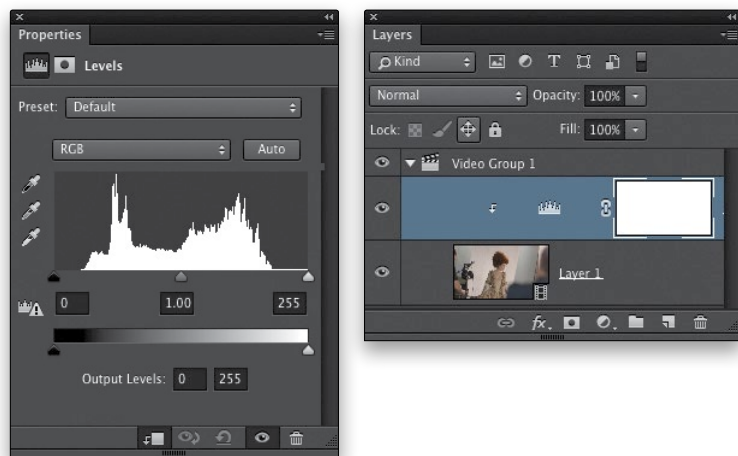 Properties
Levels
Preset: Default
RGB Auto
0 1.00 255
Output Levels: 0 255
Layers
Kind T
Normal Opacity: 100%
Lock: Fill: 100%
Video Group 1
Layer 1
fx.